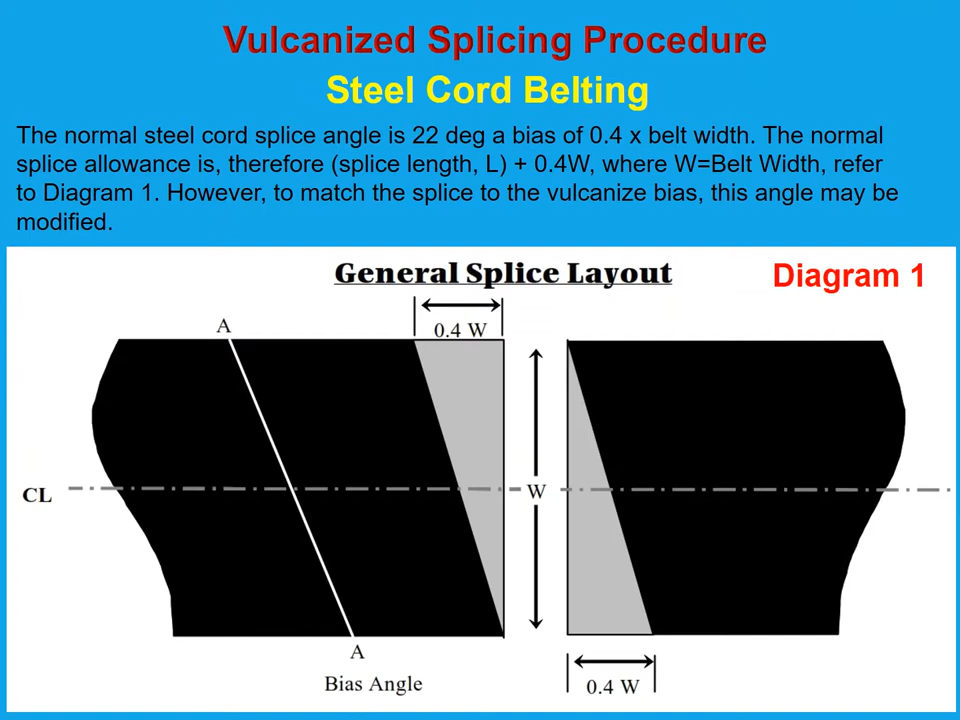 Vulcanized Splicing Procedure
Steel Cord Belting
The normal steel cord splice angle is 22 deg a bias of 0.4 x belt width. The normal
splice allowance is, therefore (splice length, L) + 0.4W, where W=Belt Width, refer
to Diagram 1. However, to match the splice to the vulcanize bias, this angle may be
modified.
General Splice Layout
Diagram 1
A
0.4 W
CL
W
A
Bias Angle
0.4 W